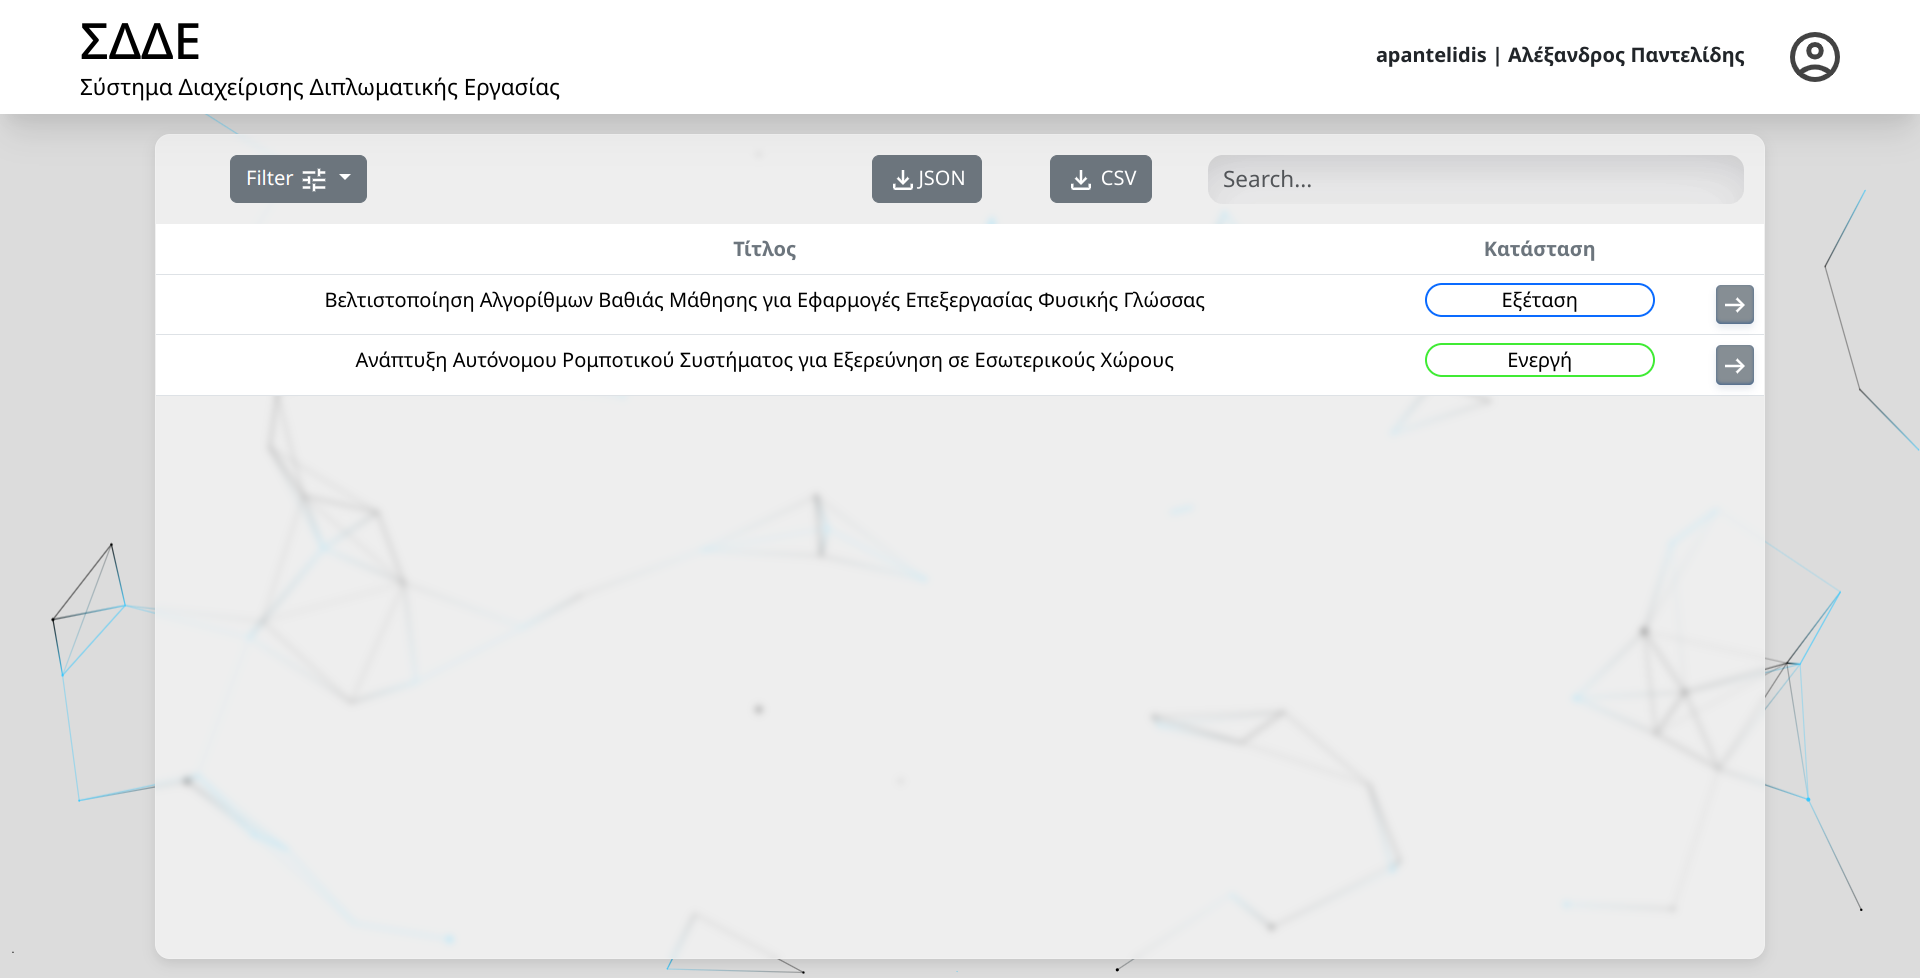 ΣΔΔΕ
Σύστημα Διαχείρισης Διπλωματικής Εργασίας
apantelidis | Αλέξανδρος Παντελίδης
Filter
JSON
CSV
Search...
Τίτλος
Κατάσταση
Βελτιστοποίηση Αλγορίθμων Βαθιάς Μάθησης για Εφαρμογές Επεξεργασίας Φυσικής Γλώσσας
Εξέταση
Ανάπτυξη Αυτόνομου Ρομποτικού Συστήματος για Εξερεύνηση σε Εσωτερικούς Χώρους
Ενεργή